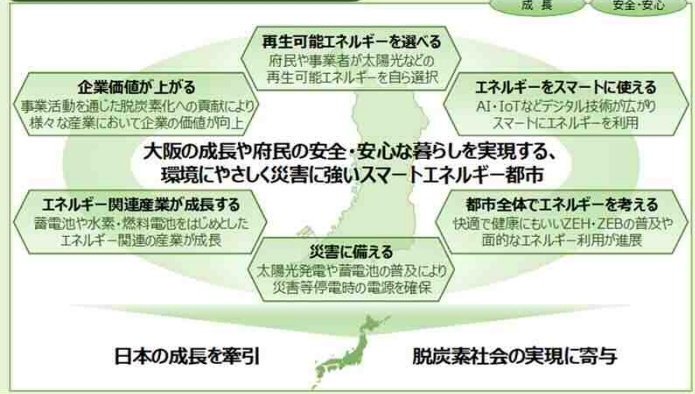 成 長
安全・安心
再生可能エネルギーを選べる
府民や事業者が太陽光などの
再生可能エネルギーを自ら選択
企業価値が上がる
事業活動を通じた脱炭素化への貢献により
様々な産業において企業の価値が向上
エネルギーをスマートに使える
AI・IoTなどデジタル技術が広がり
スマートにエネルギーを利用
大阪の成長や府民の安全・安心な暮らしを実現する、
環境にやさしく災害に強いスマートエネルギー都市
エネルギー関連産業が成長する
蓄電池や水素・燃料電池をはじめとした
エネルギー関連の産業が成長
都市全体でエネルギーを考える
快適で健康にもいいZEH・ZEBの普及や
面的なエネルギー利用が進展
災害に備える
太陽光発電や蓄電池の普及により
災害等停電時の電源を確保
日本の成長を牽引
脱炭素社会の実現に寄与